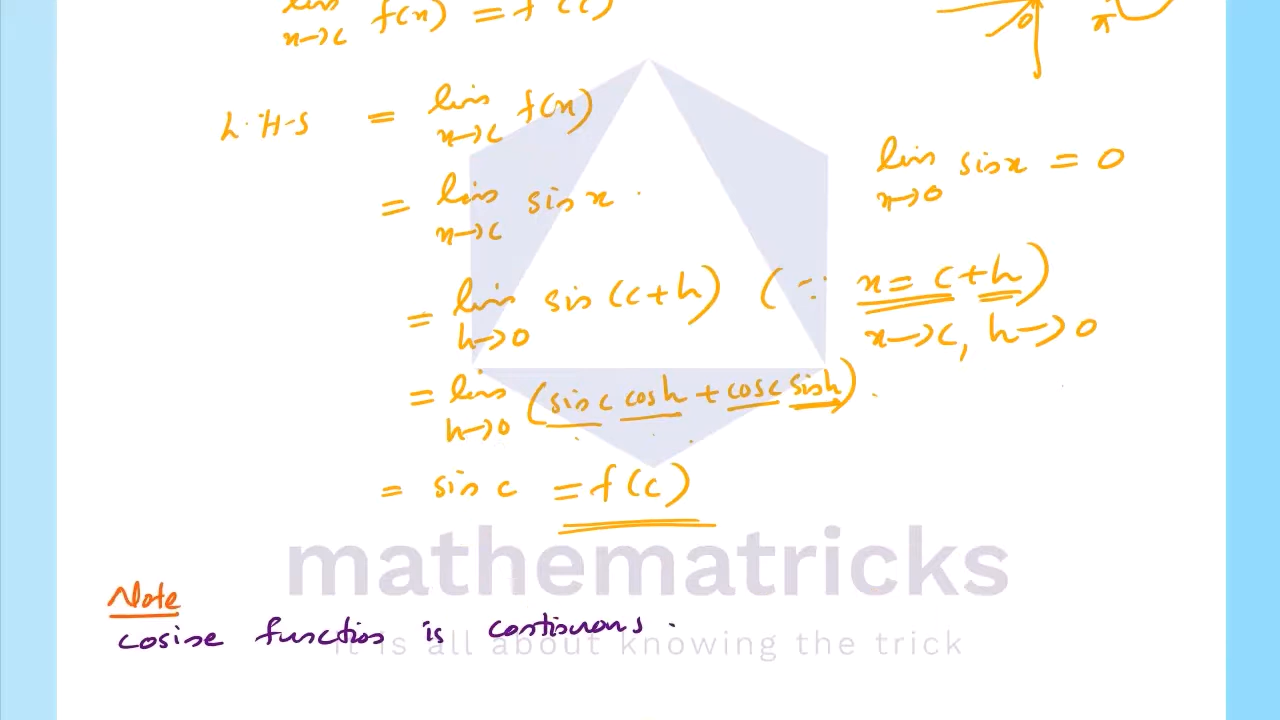 lim f(x) = f(c)
x→c
0 π
L.H.S = lim f(x)
x→c
= lim sin x
x→c
lim sin x = 0
x→0
= lim sin (c+h) (∵ x = c+h)
h→0 x→c, h→0
= lim (sin c cos h + cos c sin h).
h→0
= sin c = f(c)
mathematricks
Note
cosine function is continuous.
it is all about knowing the trick